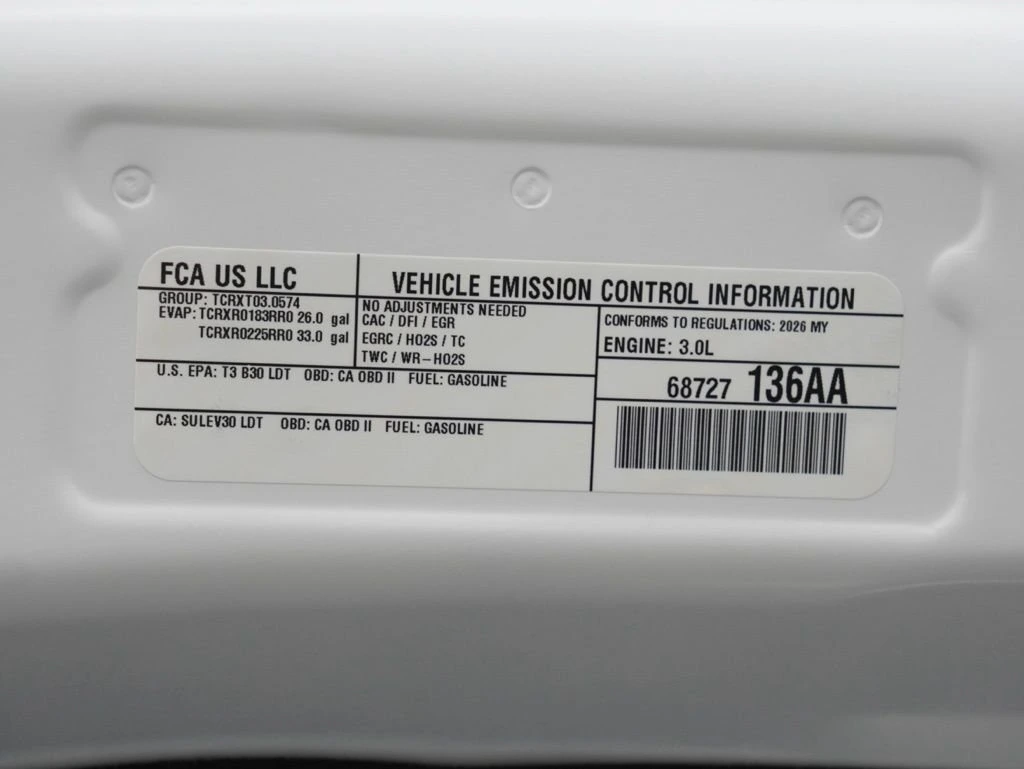 FCA US LLC
VEHICLE EMISSION CONTROL INFORMATION
GROUP: TCRXT03.0574
EVAP: TCRXR0183RR0 26.0 gal
TCRXR0225RR0 33.0 gal
NO ADJUSTMENTS NEEDED
CAC / DFI / EGR
EGRC / HO2S / TC
TWC / WR-HO2S
CONFORMS TO REGULATIONS: 2026 MY
ENGINE: 3.0L
U.S. EPA: T3 B30 LDT OBD: CA OBD II FUEL: GASOLINE
68727 136AA
CA: SULEV30 LDT OBD: CA OBD II FUEL: GASOLINE